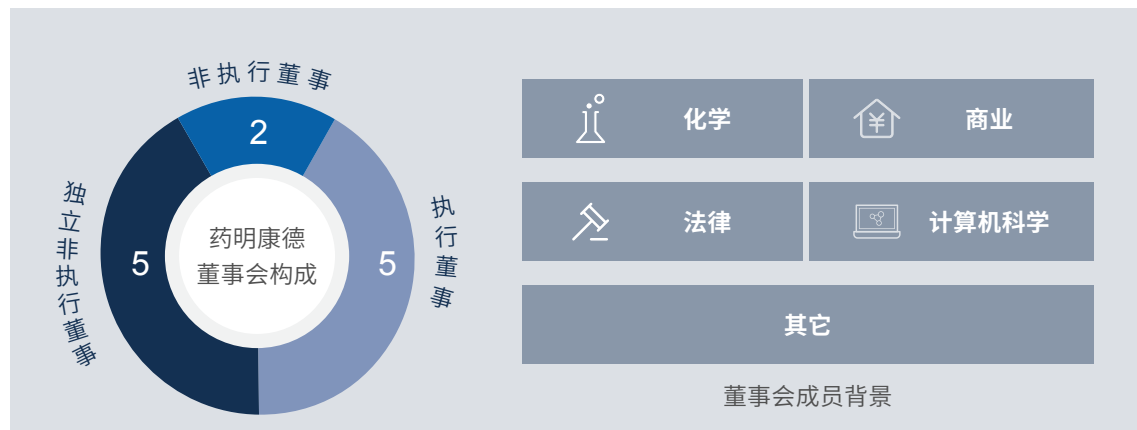 非执行董事
2
独立非执行董事
5
药明康德
董事会构成
5
执行董事
化学
商业
法律
计算机科学
其它
董事会成员背景